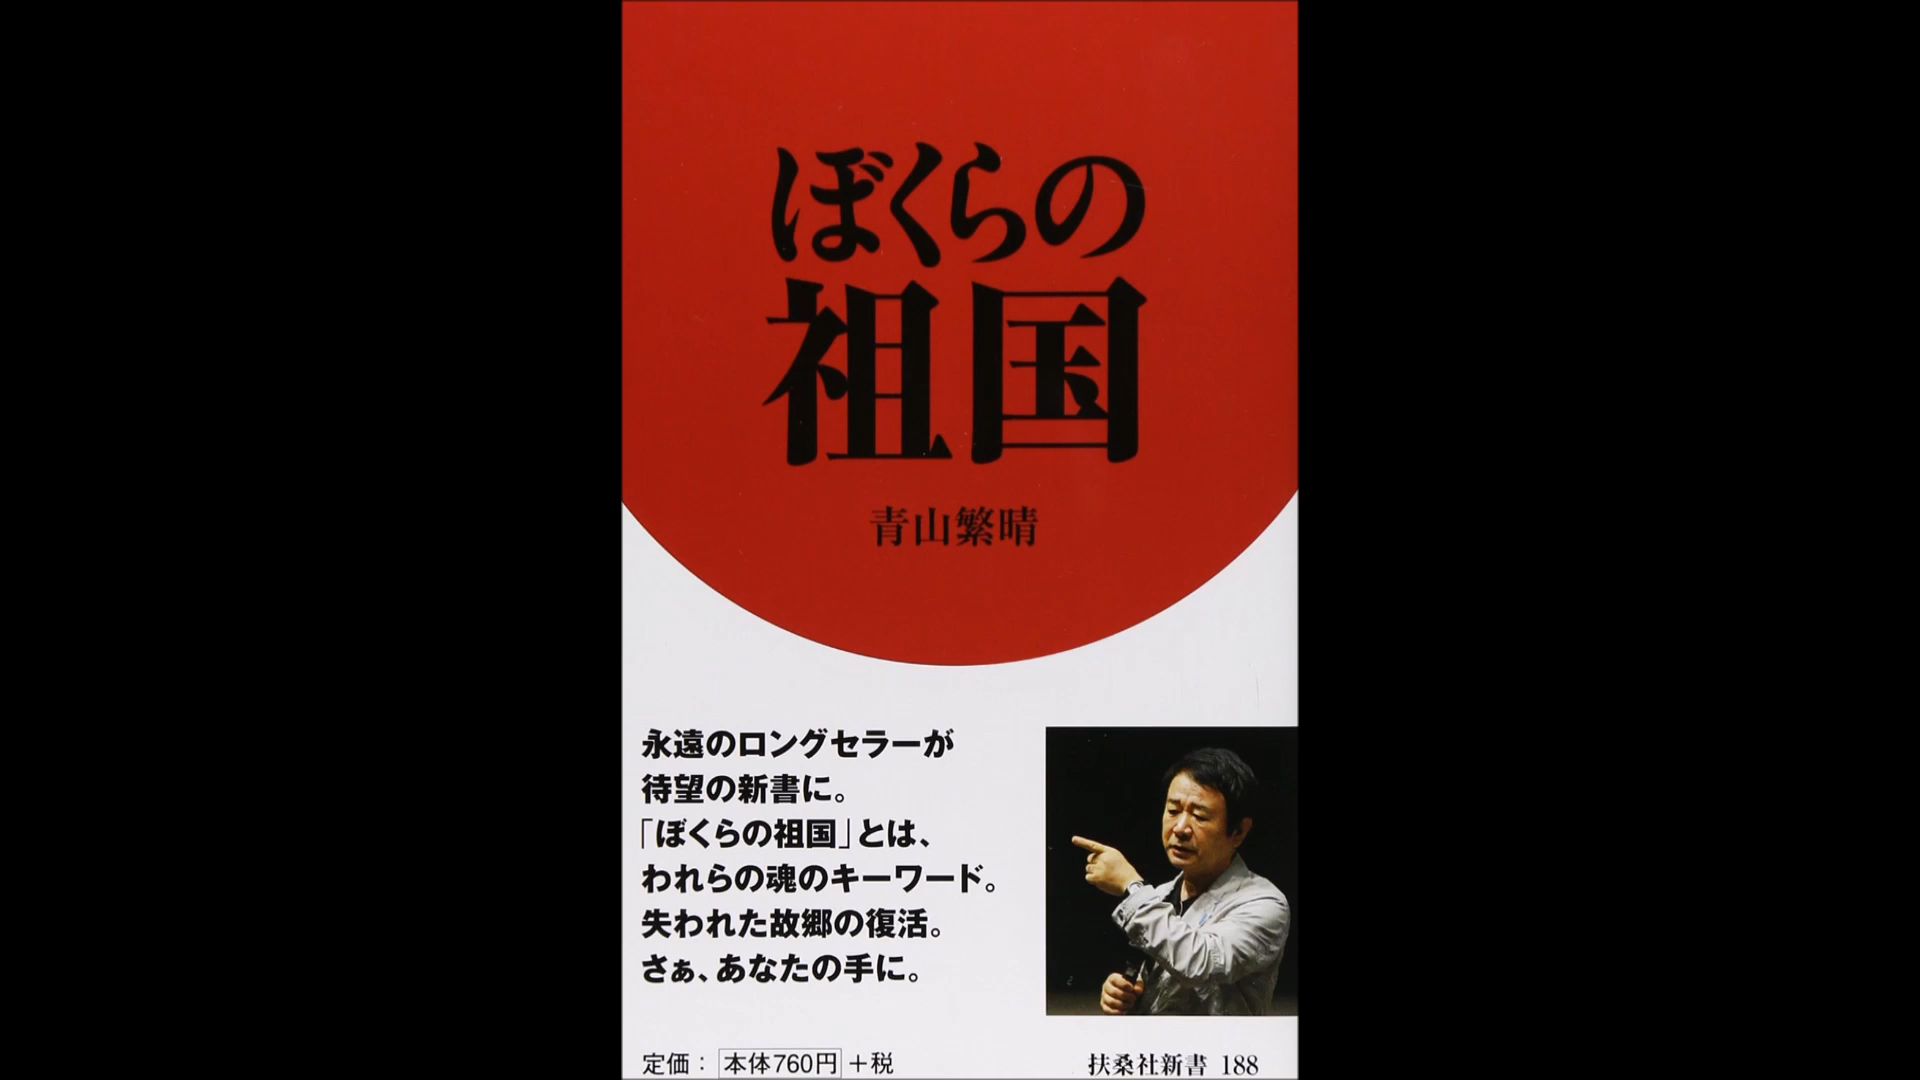 ぼくらの
祖国
青山繁晴
永遠のロングセラーが
待望の新書に。
「ぼくらの祖国」とは、
われらの魂のキーワード。
失われた故郷の復活。
さぁ、あなたの手に。
定価： 本体760円 ＋税
扶桑社新書 188